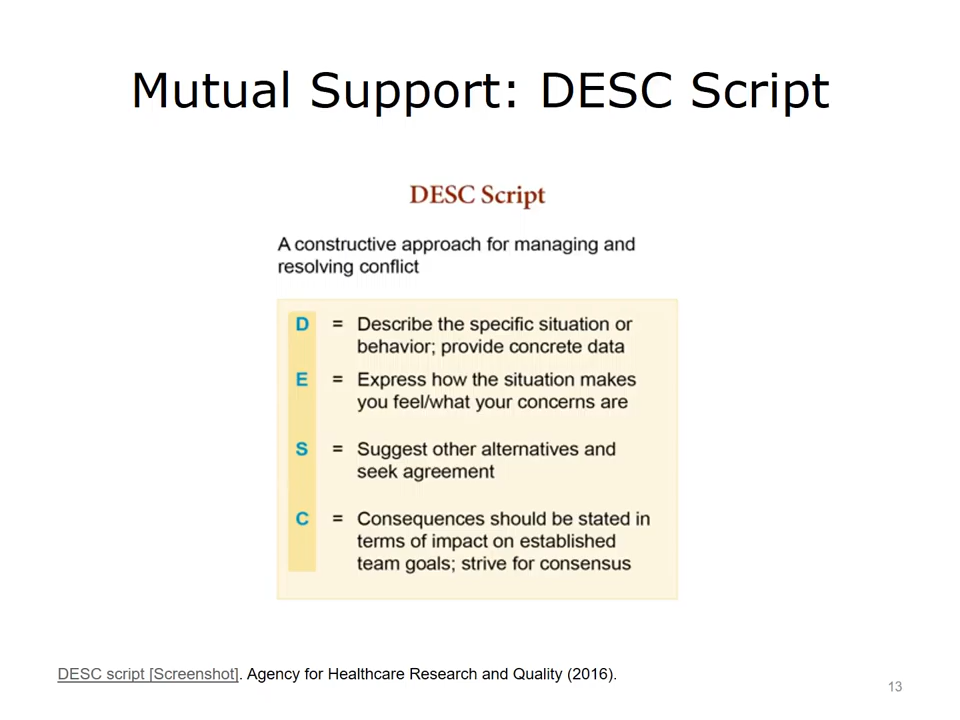 Mutual Support: DESC Script
DESC Script
A constructive approach for managing and
resolving conflict
D = Describe the specific situation or
behavior; provide concrete data
E = Express how the situation makes
you feel/what your concerns are
S = Suggest other alternatives and
seek agreement
C = Consequences should be stated in
terms of impact on established
team goals; strive for consensus
DESC script [Screenshot]. Agency for Healthcare Research and Quality (2016).
13